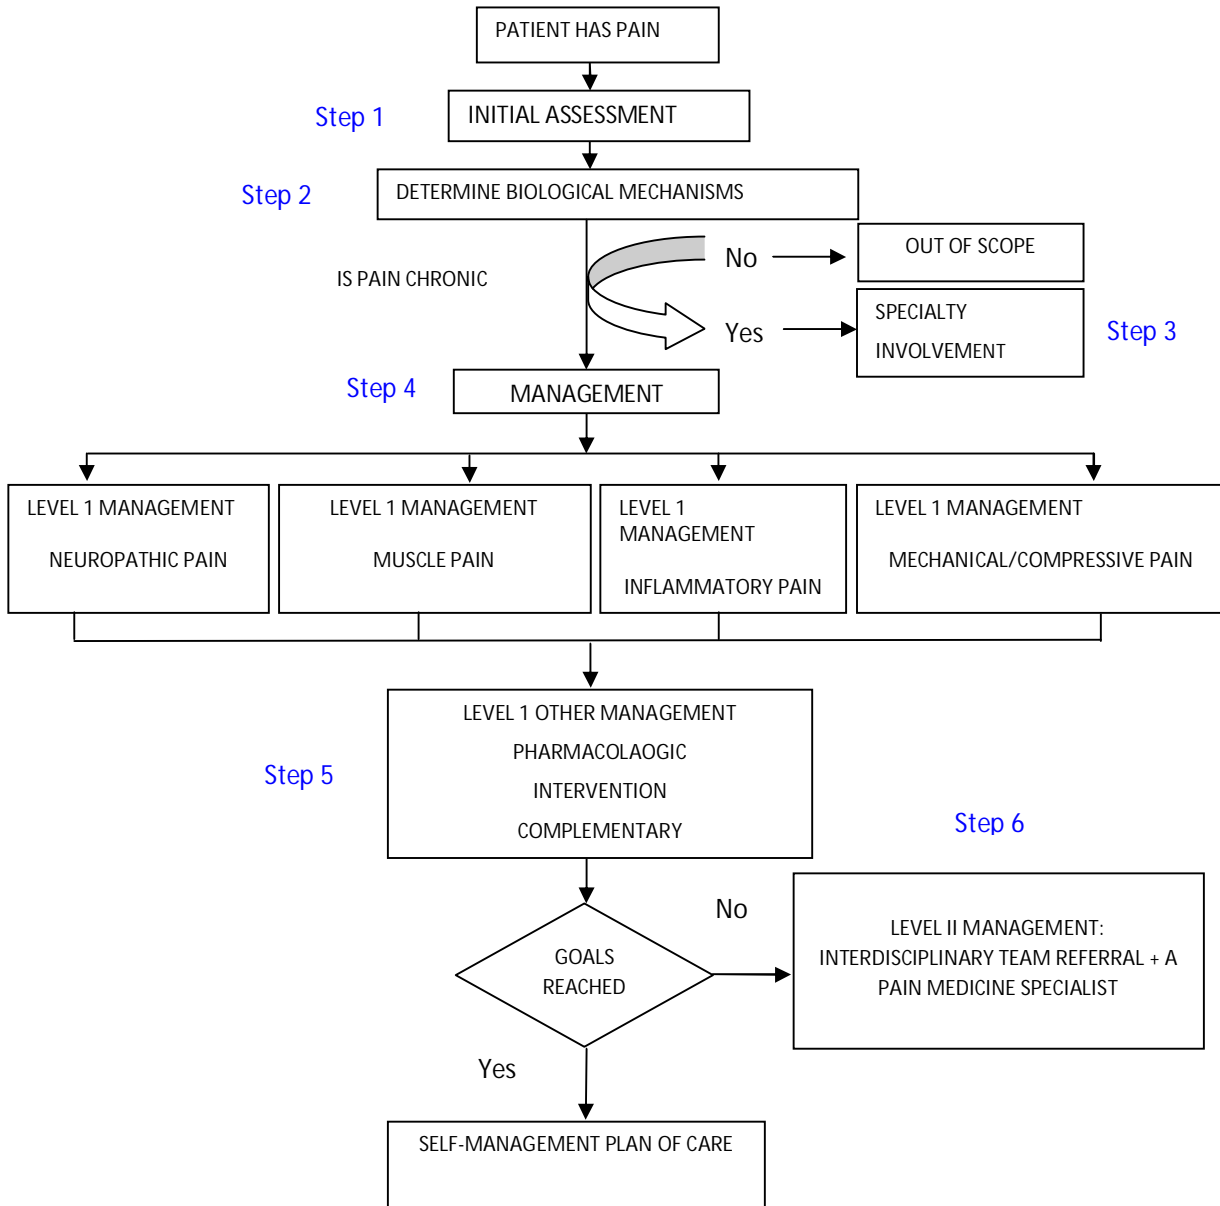 PATIENT HAS PAIN
Step 1
INITIAL ASSESSMENT
Step 2
DETERMINE BIOLOGICAL MECHANISMS
IS PAIN CHRONIC
No
OUT OF SCOPE
Yes
SPECIALTY
INVOLVEMENT
Step 3
Step 4
MANAGEMENT
LEVEL 1 MANAGEMENT
NEUROPATHIC PAIN
LEVEL 1 MANAGEMENT
MUSCLE PAIN
LEVEL 1
MANAGEMENT
INFLAMMATORY PAIN
LEVEL 1 MANAGEMENT
MECHANICAL/COMPRESSIVE PAIN
Step 5
LEVEL 1 OTHER MANAGEMENT
PHARMACOLAOGIC
INTERVENTION
COMPLEMENTARY
Step 6
GOALS
REACHED
No
LEVEL II MANAGEMENT:
INTERDISCIPLINARY TEAM REFERRAL + A
PAIN MEDICINE SPECIALIST
Yes
SELF-MANAGEMENT PLAN OF CARE